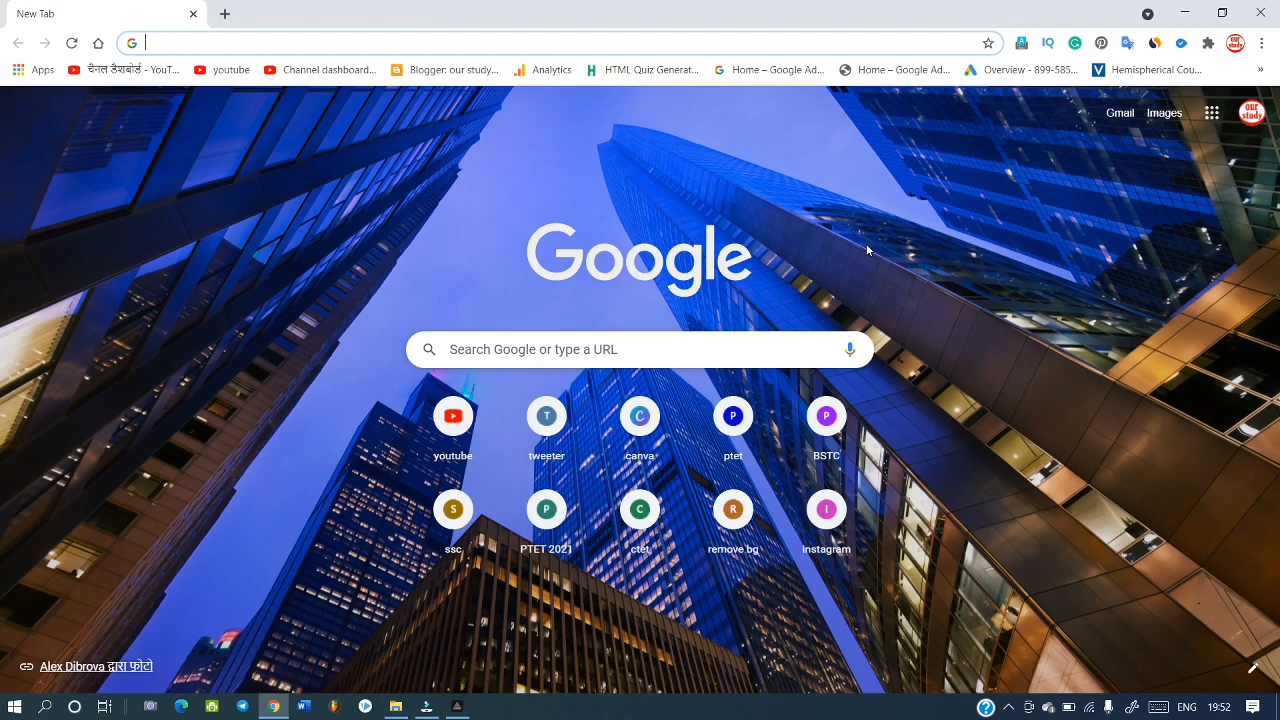 New Tab
Apps
चैनल डैशबोर्ड - YouT...
youtube
Channel dashboard...
Blogger: our study...
Analytics
HTML Quiz Generat...
Home – Google Ad...
Home – Google Ad...
Overview - 899-585...
Hemispherical Cou...
Gmail
Images
our study
Google
Search Google or type a URL
youtube
tweeter
canva
ptet
BSTC
ssc
PTET 2021
ctet
remove bg
instagram
Alex Dibrova द्वारा फ़ोटो
ENG
19:52